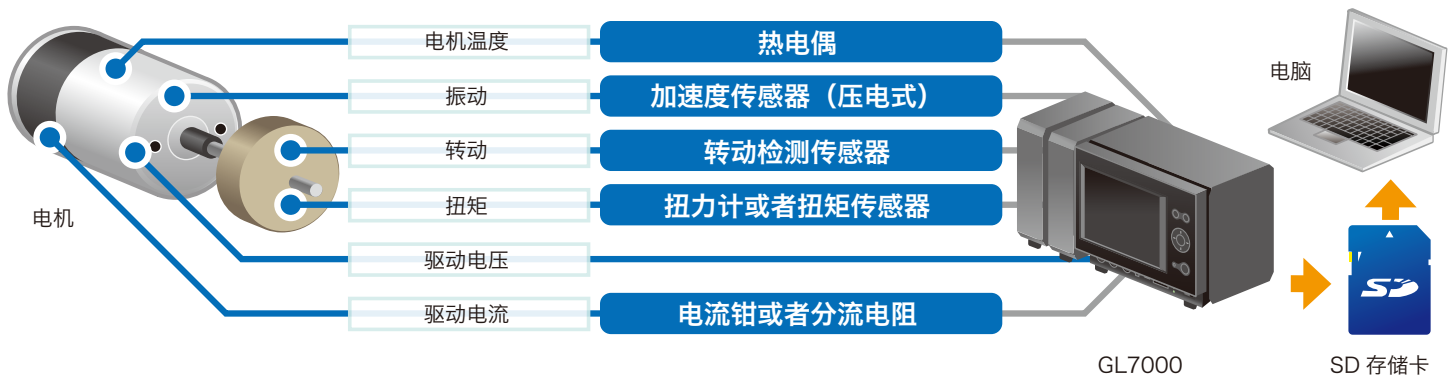 电机温度
热电偶
振动
加速度传感器（压电式）
转动
转动检测传感器
扭矩
扭力计或者扭矩传感器
驱动电压
驱动电流
电流钳或者分流电阻
电机
GL7000
电脑
SD
SD 存储卡